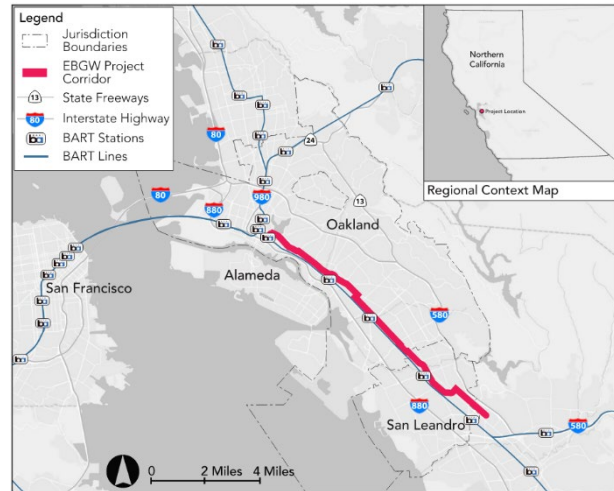 Legend
Jurisdiction
Boundaries
EBGW Project
Corridor
13
State Freeways
80
Interstate Highway
BART Stations
BART Lines
Northern
California
Project Location
Regional Context Map
80
24
13
80
880
980
Oakland
Alameda
San Francisco
580
880
San Leandro
580
0 2 Miles 4 Miles